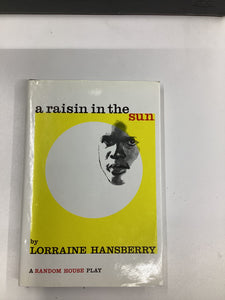 a raisin in the
sun
by
LORRAINE HANSBERRY
A RANDOM HOUSE PLAY